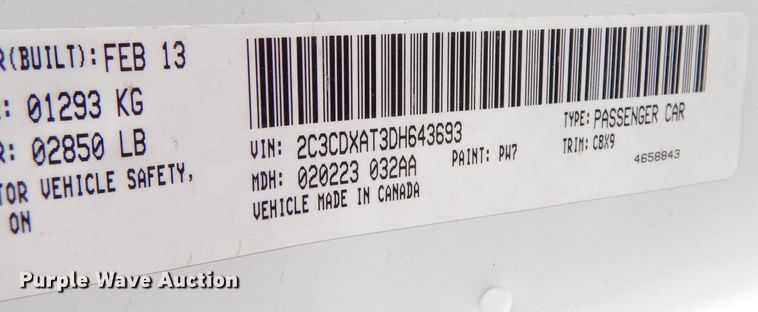 R(BUILT): FEB 13
: 01293 KG
R: 02850 LB
TOR VEHICLE SAFETY,
ON
VIN: 2C3CDXAT3DH643693
TYPE: PASSENGER CAR
MDH: 020223 032AA
PAINT: PW7
TRIM: C8X9
VEHICLE MADE IN CANADA
4658843
Purple Wave Auction